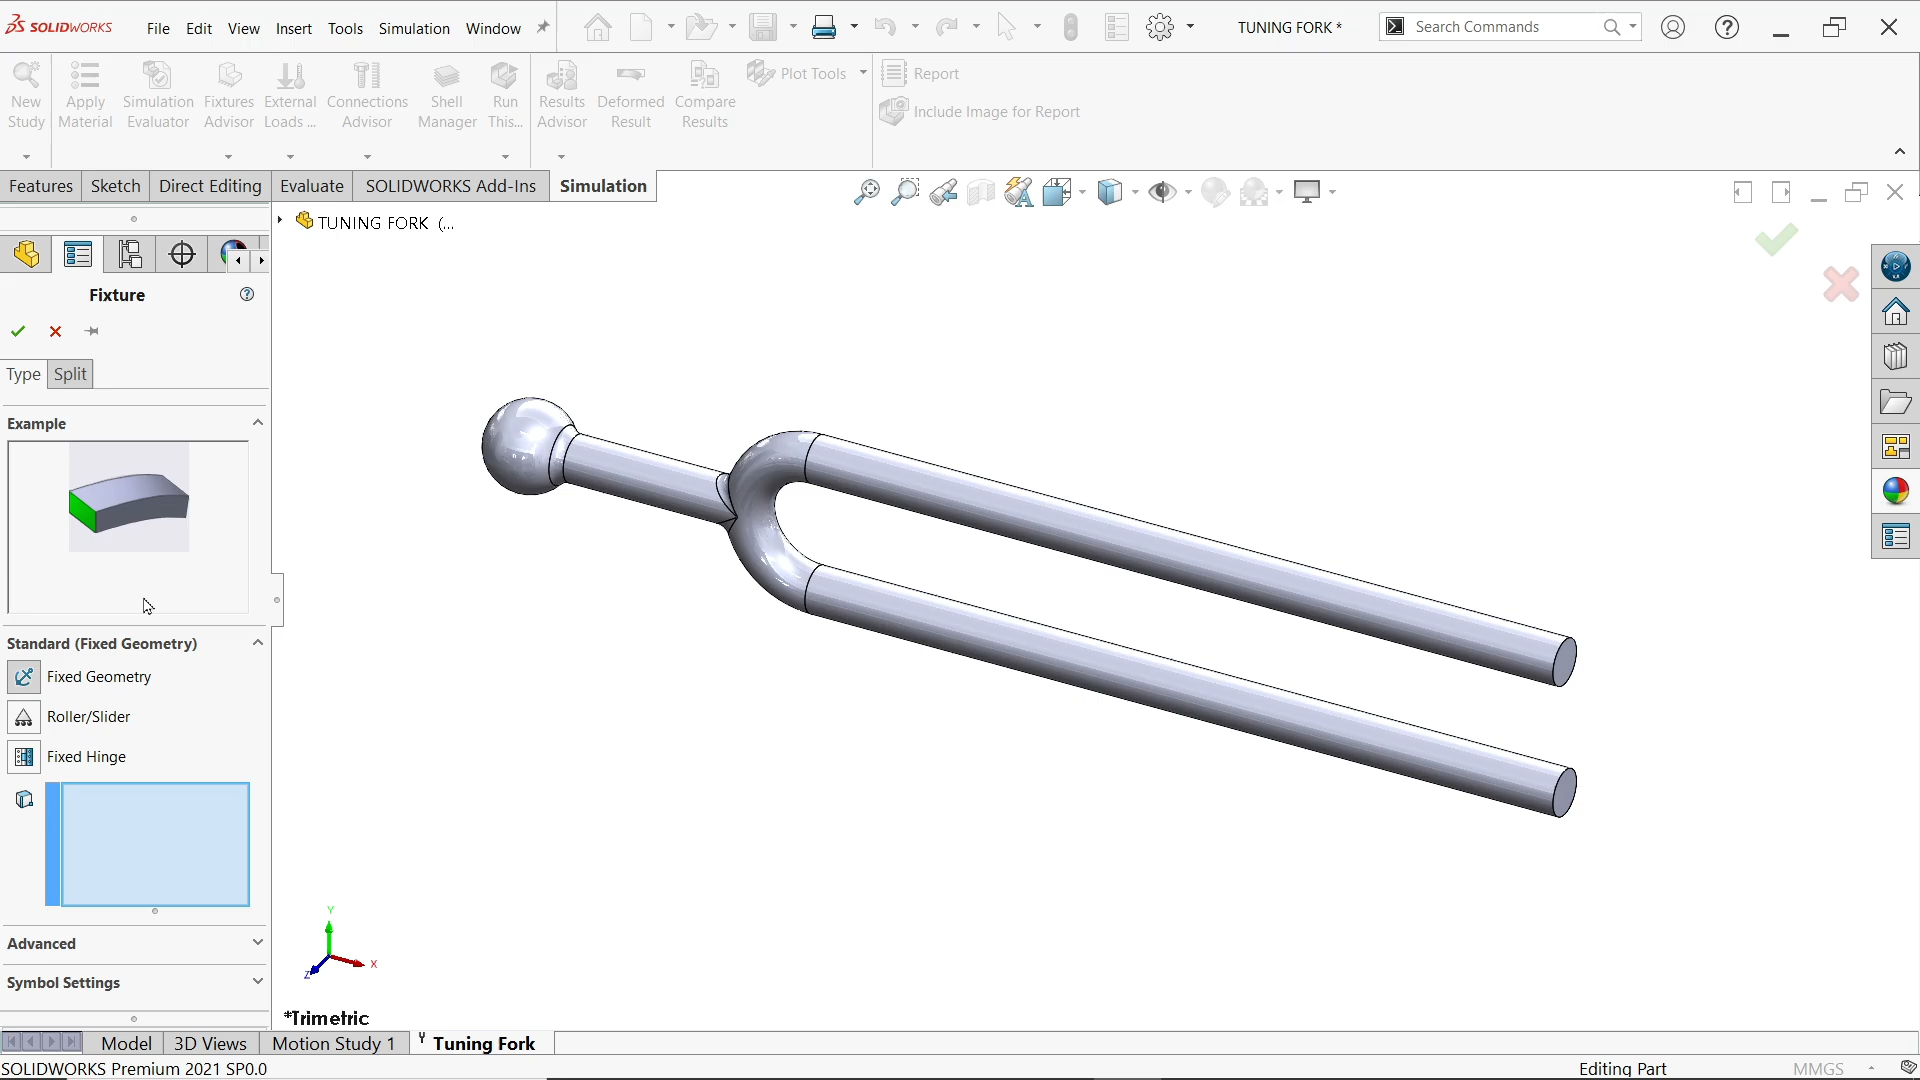 SOLIDWORKS File Edit View Insert Tools Simulation Window TUNING FORK * Search Commands
New Study
Apply Material
Simulation Evaluator
Fixtures Advisor
External Loads ...
Connections Advisor
Shell Manager
Run This...
Results Advisor
Deformed Result
Compare Results
Plot Tools
Report
Include Image for Report
Features Sketch Direct Editing Evaluate SOLIDWORKS Add-Ins Simulation
TUNING FORK (...
Fixture
Type Split
Example
Standard (Fixed Geometry)
Fixed Geometry
Roller/Slider
Fixed Hinge
Advanced
Symbol Settings
Y
X
Z
*Trimetric
Model 3D Views Motion Study 1 Tuning Fork
SOLIDWORKS Premium 2021 SP0.0 Editing Part MMGS